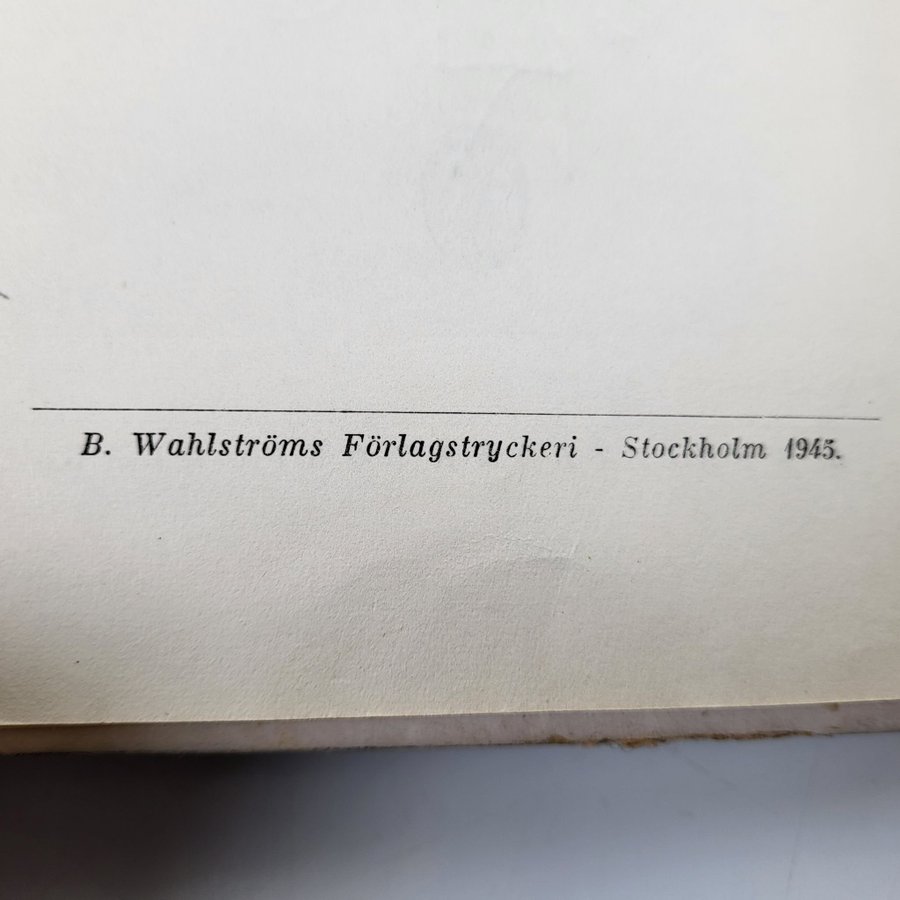 B. Wahlströms Förlagstryckeri - Stockholm 1945.